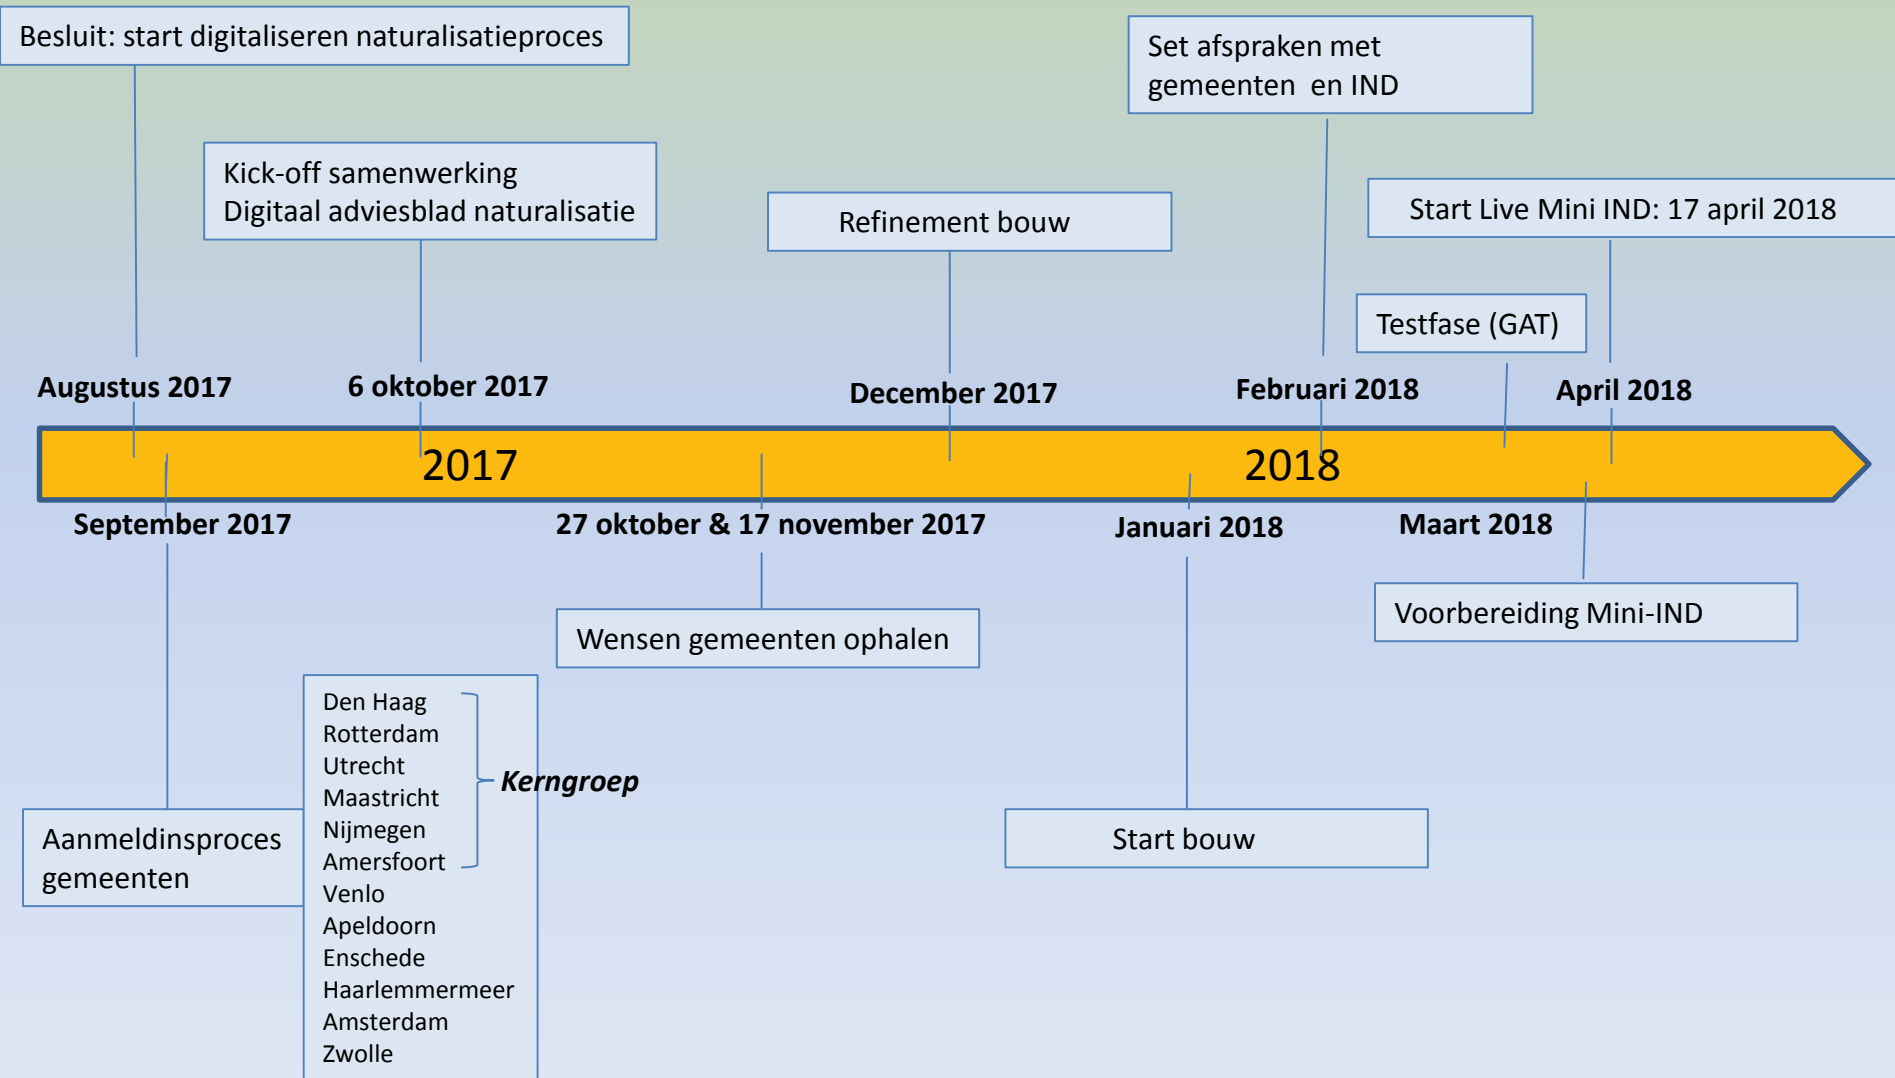 Besluit: start digitaliseren naturalisatieproces
Set afspraken met
gemeenten en IND
Kick-off samenwerking
Digitaal adviesblad naturalisatie
Refinement bouw
Start Live Mini IND: 17 april 2018
Testfase (GAT)
Augustus 2017
6 oktober 2017
December 2017
Februari 2018
April 2018
2017
2018
September 2017
27 oktober & 17 november 2017
Januari 2018
Maart 2018
Wensen gemeenten ophalen
Voorbereiding Mini-IND
Aanmeldinsproces
gemeenten
Den Haag
Rotterdam
Utrecht
Maastricht
Nijmegen
Amersfoort
Venlo
Apeldoorn
Enschede
Haarlemmermeer
Amsterdam
Zwolle
Kerngroep
Start bouw